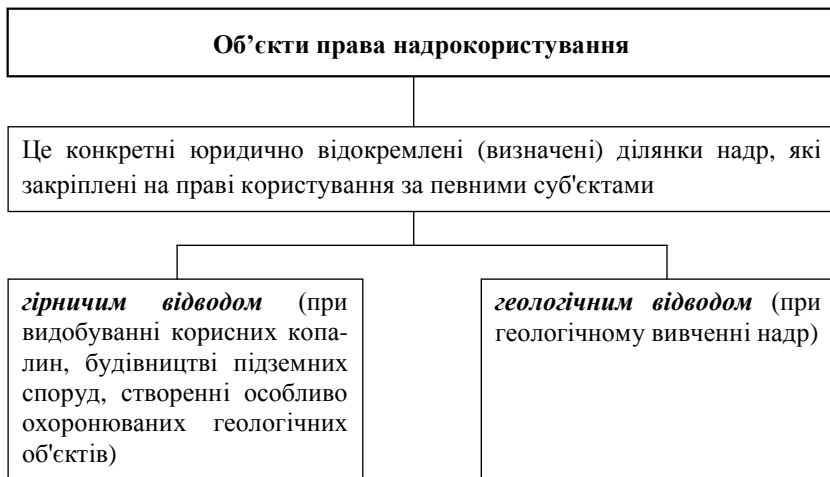 Об’єкти права надрокористування
Це конкретні юридично відокремлені (визначені) ділянки надр, які
закріплені на праві користування за певними суб'єктами
гірничим відводом (при
видобуванні корисних копа-
лин, будівництві підземних
споруд, створенні особливо
охоронюваних геологічних
об'єктів)
геологічним відводом (при
геологічному вивченні надр)